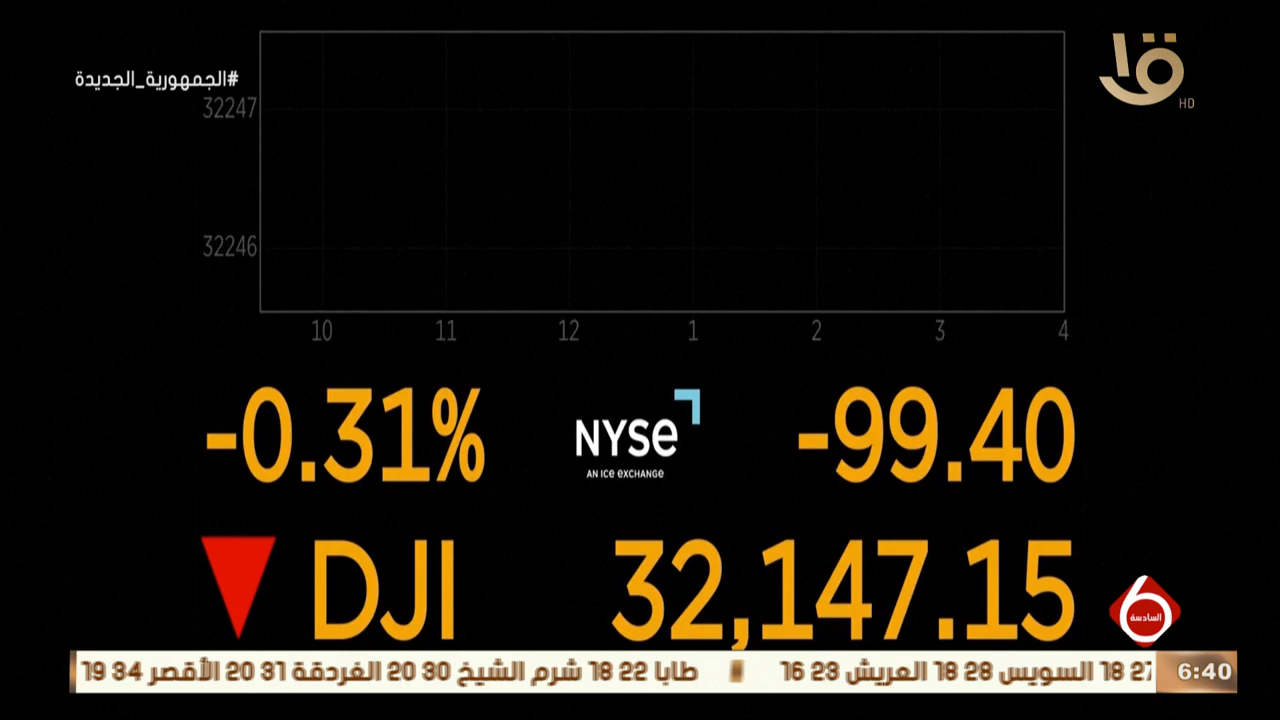 #الجمهورية_الجديدة
HD
32247
32246
10 11 12 1 2 3 4
-0.31% NYSE -99.40
AN ICE EXCHANGE
DJI 32,147.15
6
السادسة
27 18 السويس 28 18 العريش 23 16 طابا 22 18 شرم الشيخ 30 20 الغردقة 31 20 الأقصر 34 19
6:40